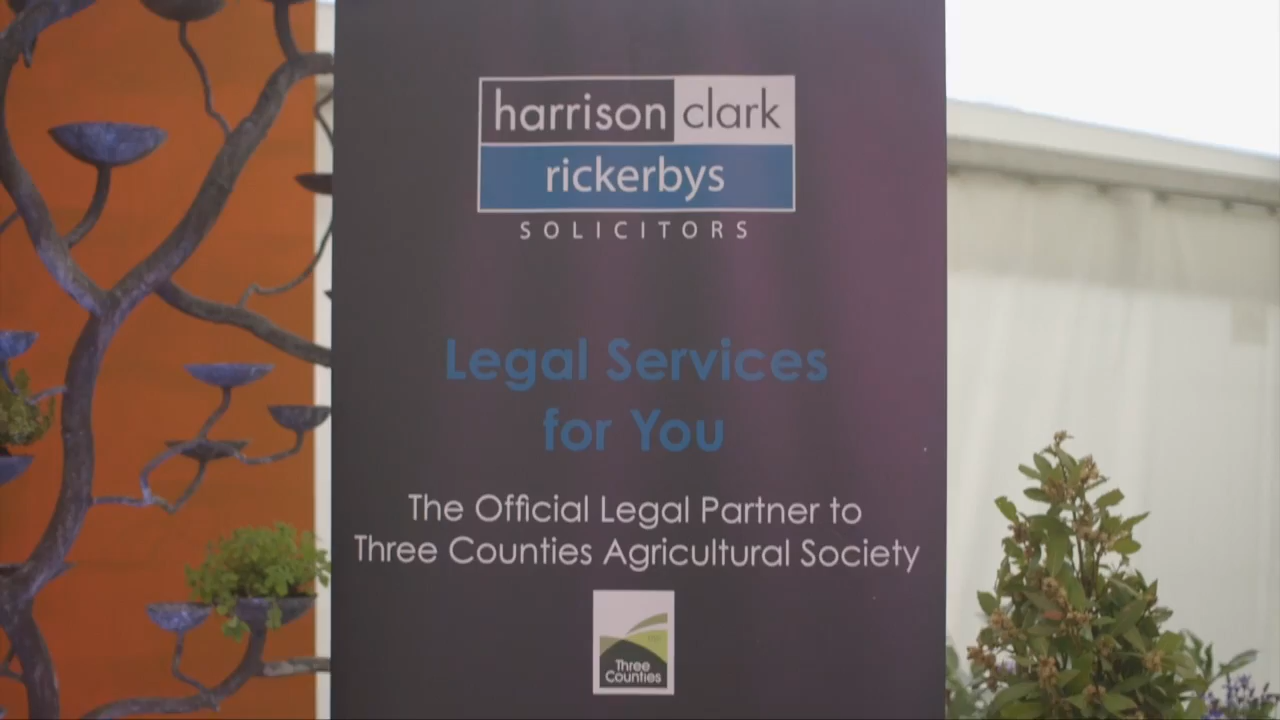 harrison clark
rickerbys
SOLICITORS
Legal Services
for You
The Official Legal Partner to
Three Counties Agricultural Society
Three
Counties